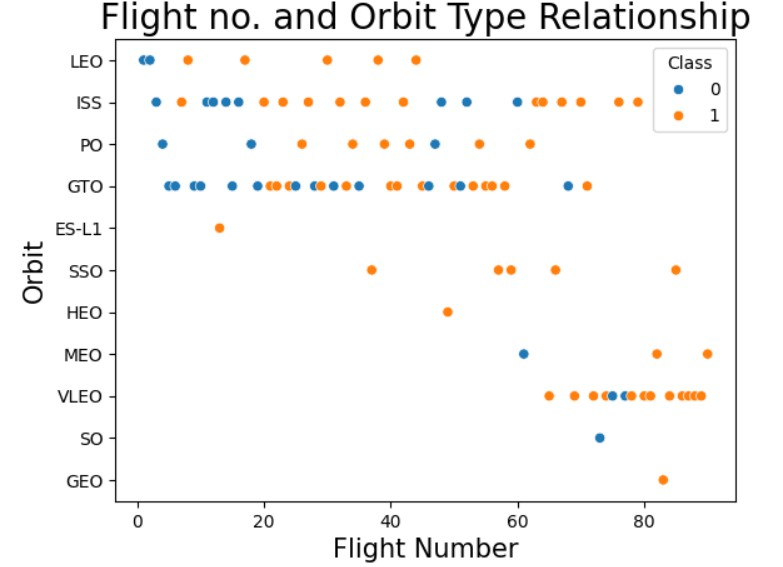 Flight no. and Orbit Type Relationship
Class
0
1
LEO
ISS
PO
GTO
ES-L1
SSO
HEO
MEO
VLEO
SO
GEO
Orbit
0 20 40 60 80
Flight Number